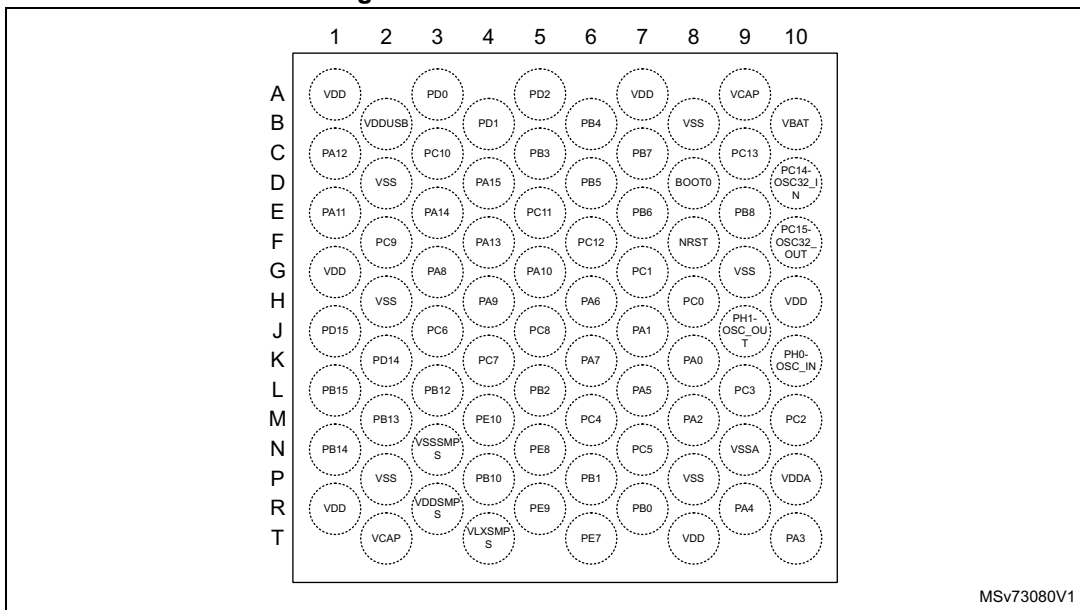 1 2 3 4 5 6 7 8 9 10
A VDD PD0 PD2 VDD VCAP
B VDDUSB PD1 PB4 VSS VBAT
C PA12 PC10 PB3 PB7 PC13
D VSS PA15 PB5 BOOT0 PC14-OSC32_IN
E PA11 PA14 PC11 PB6 PB8
F PC9 PA13 PC12 NRST PC15-OSC32_OUT
G VDD PA8 PA10 PC1 VSS
H VSS PA9 PA6 PC0 VDD
J PD15 PC6 PC8 PA1 PH1-OSC_OUT
K PD14 PC7 PA7 PA0 PH0-OSC_IN
L PB15 PB12 PB2 PA5 PC3
M PB13 PE10 PC4 PA2 PC2
N PB14 VSSSMPS PE8 PC5 VSSA
P VSS PB10 PB1 VSS VDDA
R VDD VDDSMPS PE9 PB0 PA4
T VCAP VLXSMPS PE7 VDD PA3
MSv73080V1